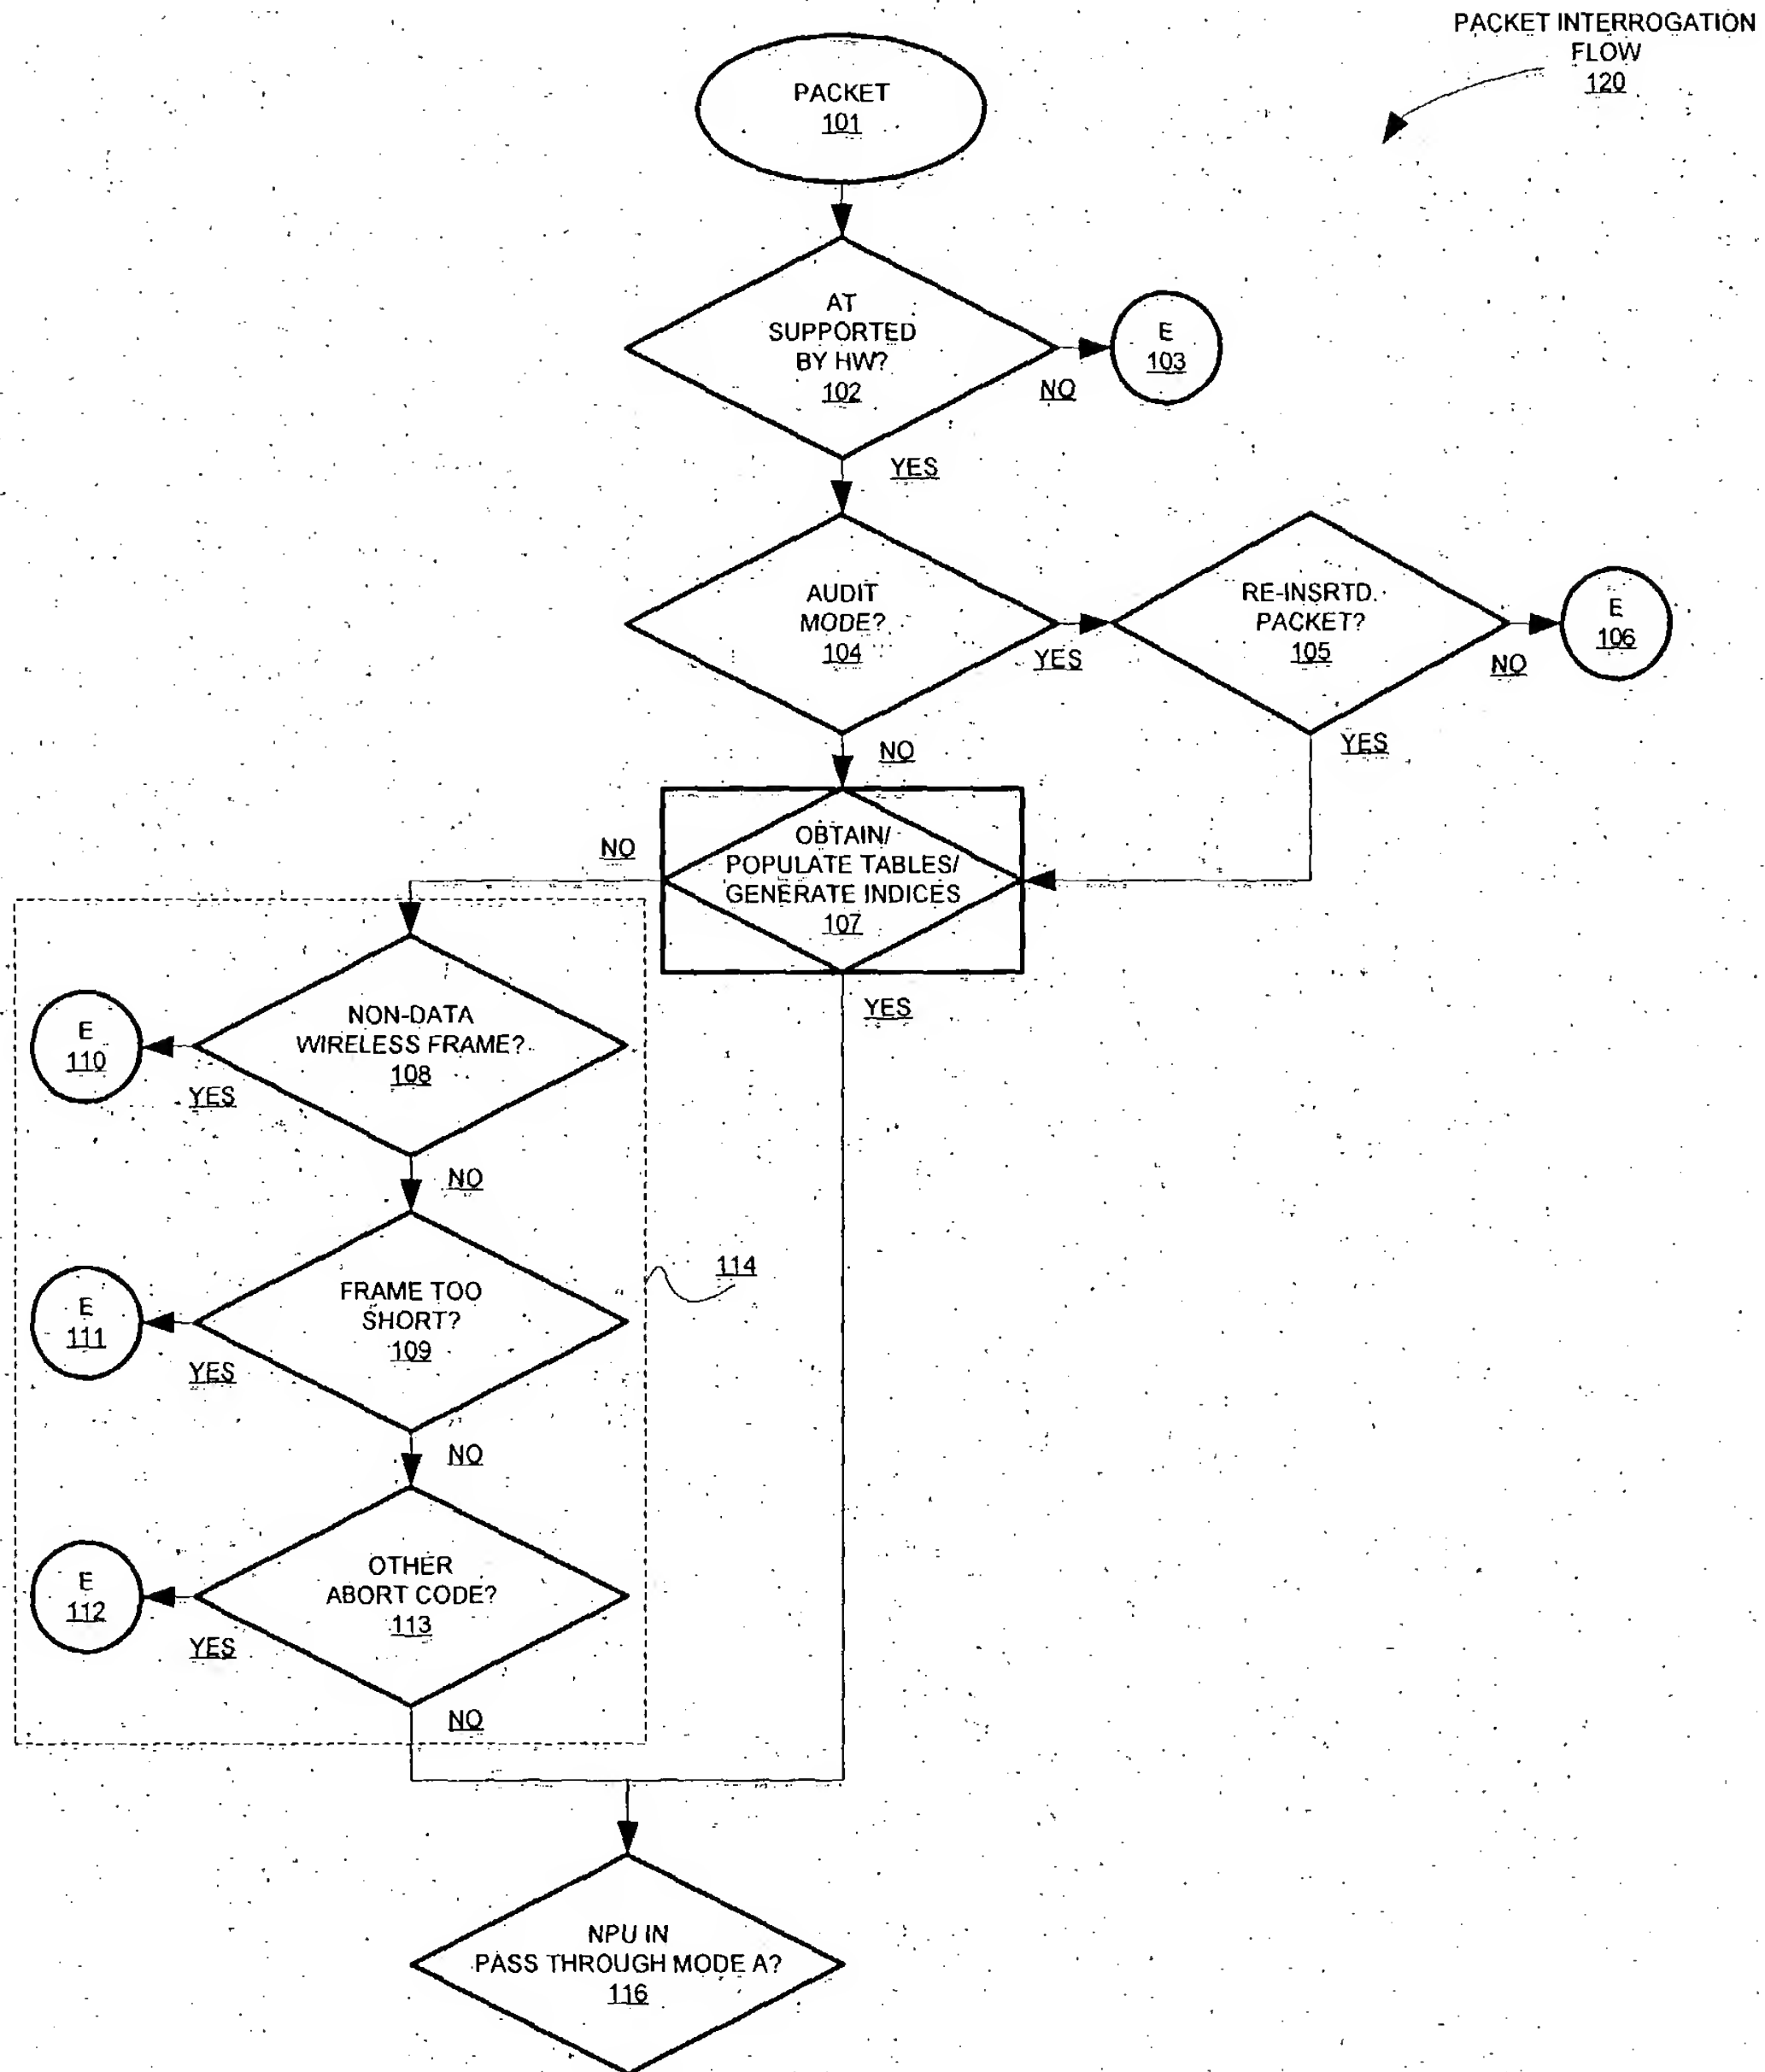 PACKET INTERROGATION
FLOW
120
PACKET
101
AT
SUPPORTED
BY HW?
102
NO
E
103
YES
AUDIT
MODE?
104
YES
RE-INSRTD.
PACKET?
105
NO
E
106
YES
NO
OBTAIN/
POPULATE TABLES/
GENERATE INDICES
107
NO
YES
NON-DATA
WIRELESS FRAME?
108
E
110
YES
NO
114
FRAME TOO
SHORT?
109
E
111
YES
NO
OTHER
ABORT CODE?
113
E
112
YES
NO
NPU IN
PASS THROUGH MODE A?
116